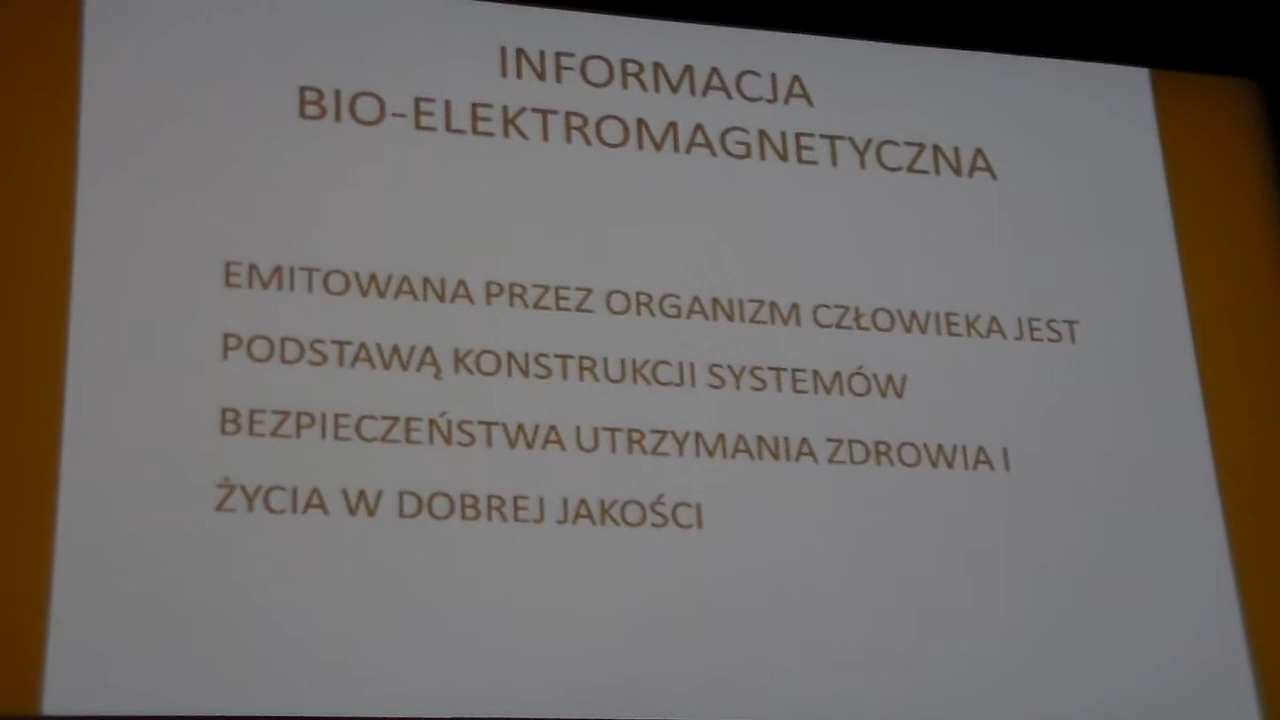 INFORMACJA
BIO-ELEKTROMAGNETYCZNA
EMITOWANA PRZEZ ORGANIZM CZŁOWIEKA JEST
PODSTAWĄ KONSTRUKCJI SYSTEMÓW
BEZPIECZEŃSTWA UTRZYMANIA ZDROWIA I
ŻYCIA W DOBREJ JAKOŚCI